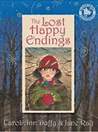 The Lost
Happy
Endings
Carol Ann Duffy & Jane Ray